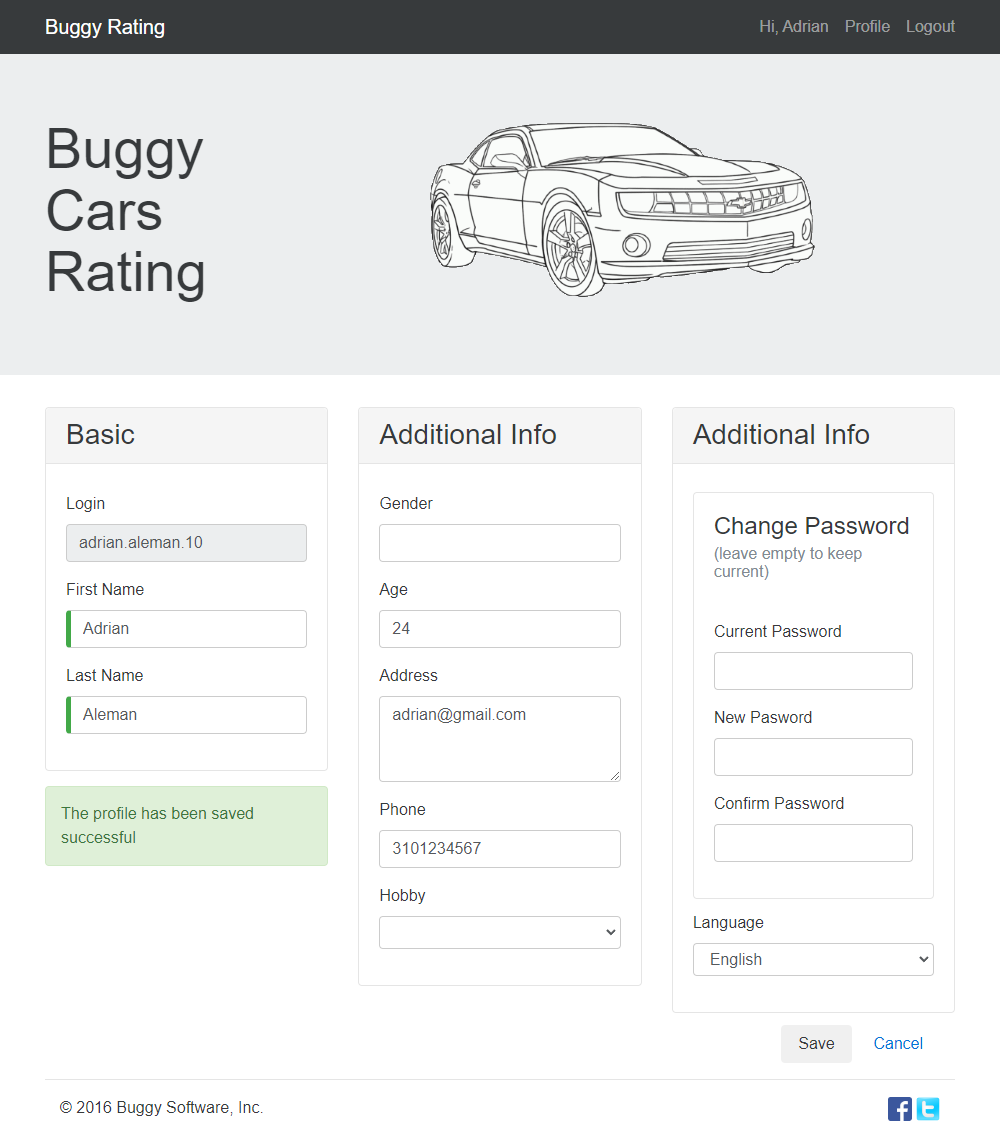 Buggy Rating
Hi, Adrian Profile Logout
Buggy
Cars
Rating
Basic
Login
adrian.aleman.10
First Name
Adrian
Last Name
Aleman
The profile has been saved
successful
Additional Info
Gender
Age
24
Address
adrian@gmail.com
Phone
3101234567
Hobby
Additional Info
Change Password
(leave empty to keep
current)
Current Password
New Pasword
Confirm Password
Language
English
Save Cancel
© 2016 Buggy Software, Inc.